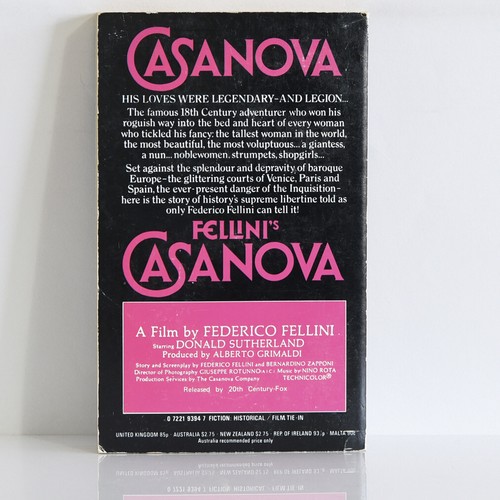 CASANOVA
HIS LOVES WERE LEGENDARY–AND LEGION...
The famous 18th Century adventurer who won his
roguish way into the bed and heart of every woman
who tickled his fancy: the tallest woman in the world,
the most beautiful, the most voluptuous... a giantess,
a nun... noblewomen, strumpets, shopgirls...
Set against the splendour and depravity of baroque
Europe–the glittering courts of Venice, Paris and
Spain, the ever-present danger of the Inquisition–
here is the story of history's supreme libertine told as
only Federico Fellini can tell it!
FELLINI'S
CASANOVA
A Film by FEDERICO FELLINI
Starring DONALD SUTHERLAND
Produced by ALBERTO GRIMALDI
Story and Screenplay by FEDERICO FELLINI and BERNARDINO ZAPPONI
Director of Photography GIUSEPPE ROTUNNO A.I.C. / Music by NINO ROTA
Production Services by The Casanova Company TECHNICOLOR®
Released by 20th Century-Fox
0 7221 9394 7 FICTION: HISTORICAL / FILM TIE-IN
UNITED KINGDOM 85p · AUSTRALIA $2.75 · NEW ZEALAND $2.75 · REP. OF IRELAND 93½p · MALTA
Australia recommended price only